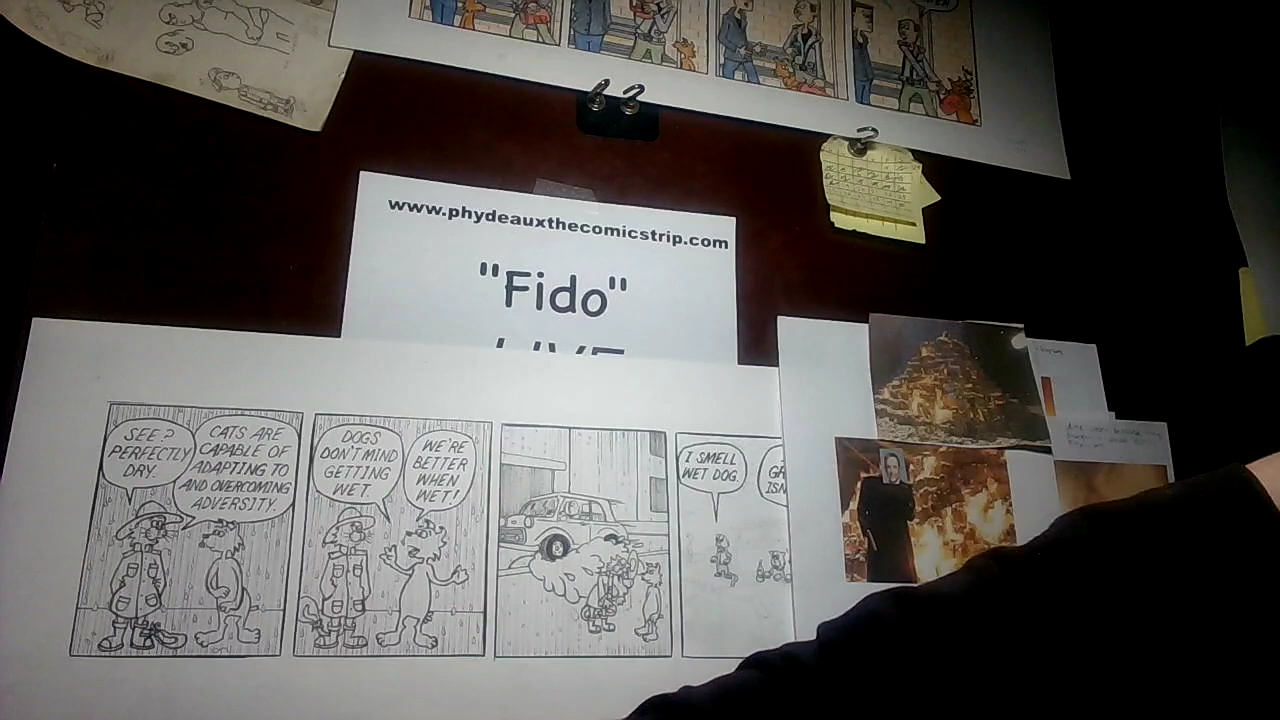 www.phydeauxthecomicstrip.com
"Fido"
LIVE
SEE?
PERFECTLY
DRY.
CATS ARE
CAPABLE OF
ADAPTING TO
AND OVERCOMING
ADVERSITY.
DOGS
DON'T MIND
GETTING
WET.
WE'RE
BETTER
WHEN
WET!
I SMELL
WET DOG.